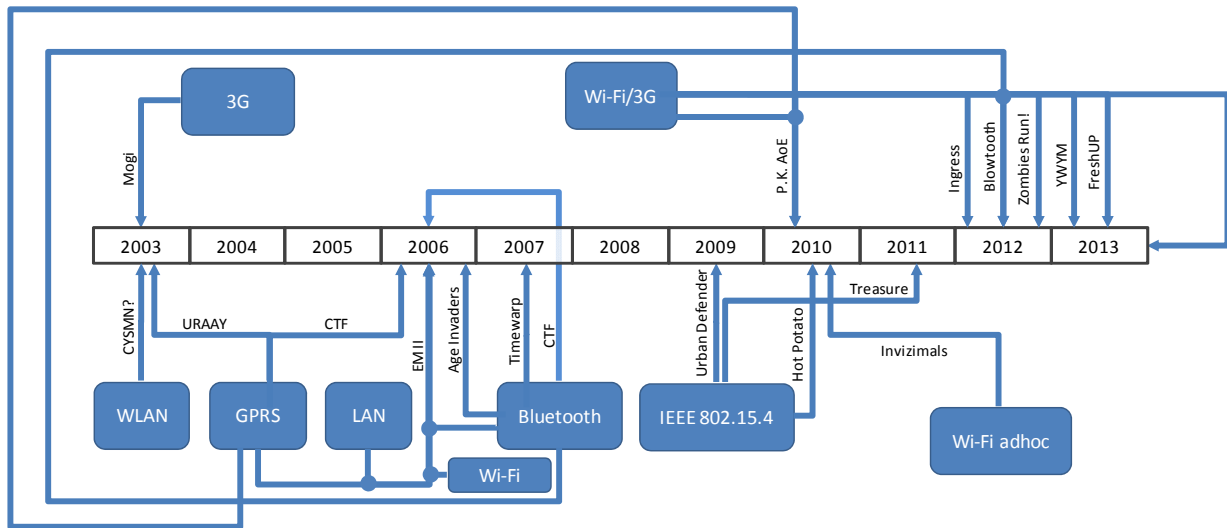 3G
Wi-Fi/3G
Mogi
P.K. AoE
Ingress
Blowtooth
Zombies Run!
YWYM
FreshUP
2003 2004 2005 2006 2007 2008 2009 2010 2011 2012 2013
CYSMN?
URAAY
CTF
EM II
Age Invaders
Timewarp
CTF
Urban Defender
Treasure
Hot Potato
Invizimals
WLAN
GPRS
LAN
Bluetooth
IEEE 802.15.4
Wi-Fi adhoc
Wi-Fi